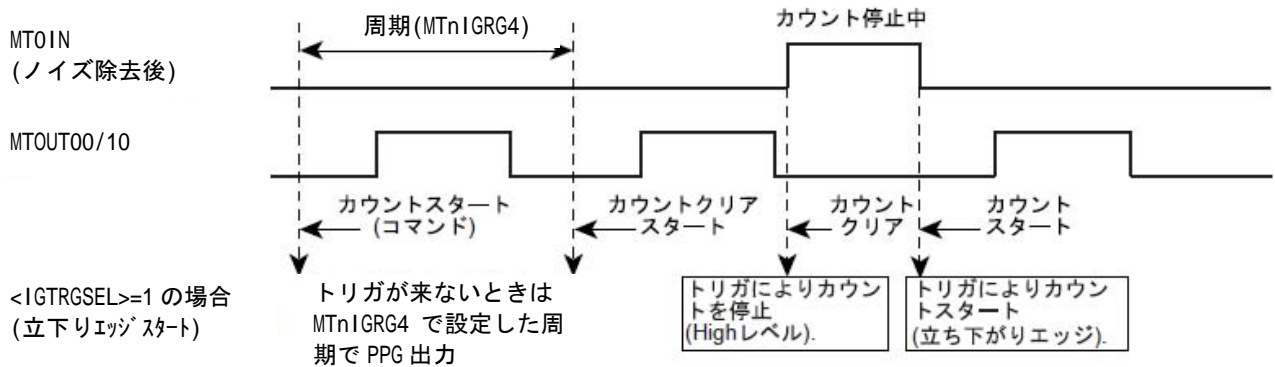 周期(MTnIGRG4)
カウント停止中
MT0IN
(ノイズ除去後)
MTOUT00/10
カウントスタート
(コマンド)
カウントクリア
スタート
カウント
クリア
カウント
スタート
<IGTRGSEL>=1 の場合
(立下りエッジスタート)
トリガが来ないときは
MTnIGRG4 で設定した周
期で PPG 出力
トリガによりカウン
トを停止
(Highレベル).
トリガによりカウン
トスタート
(立ち下がりエッジ).